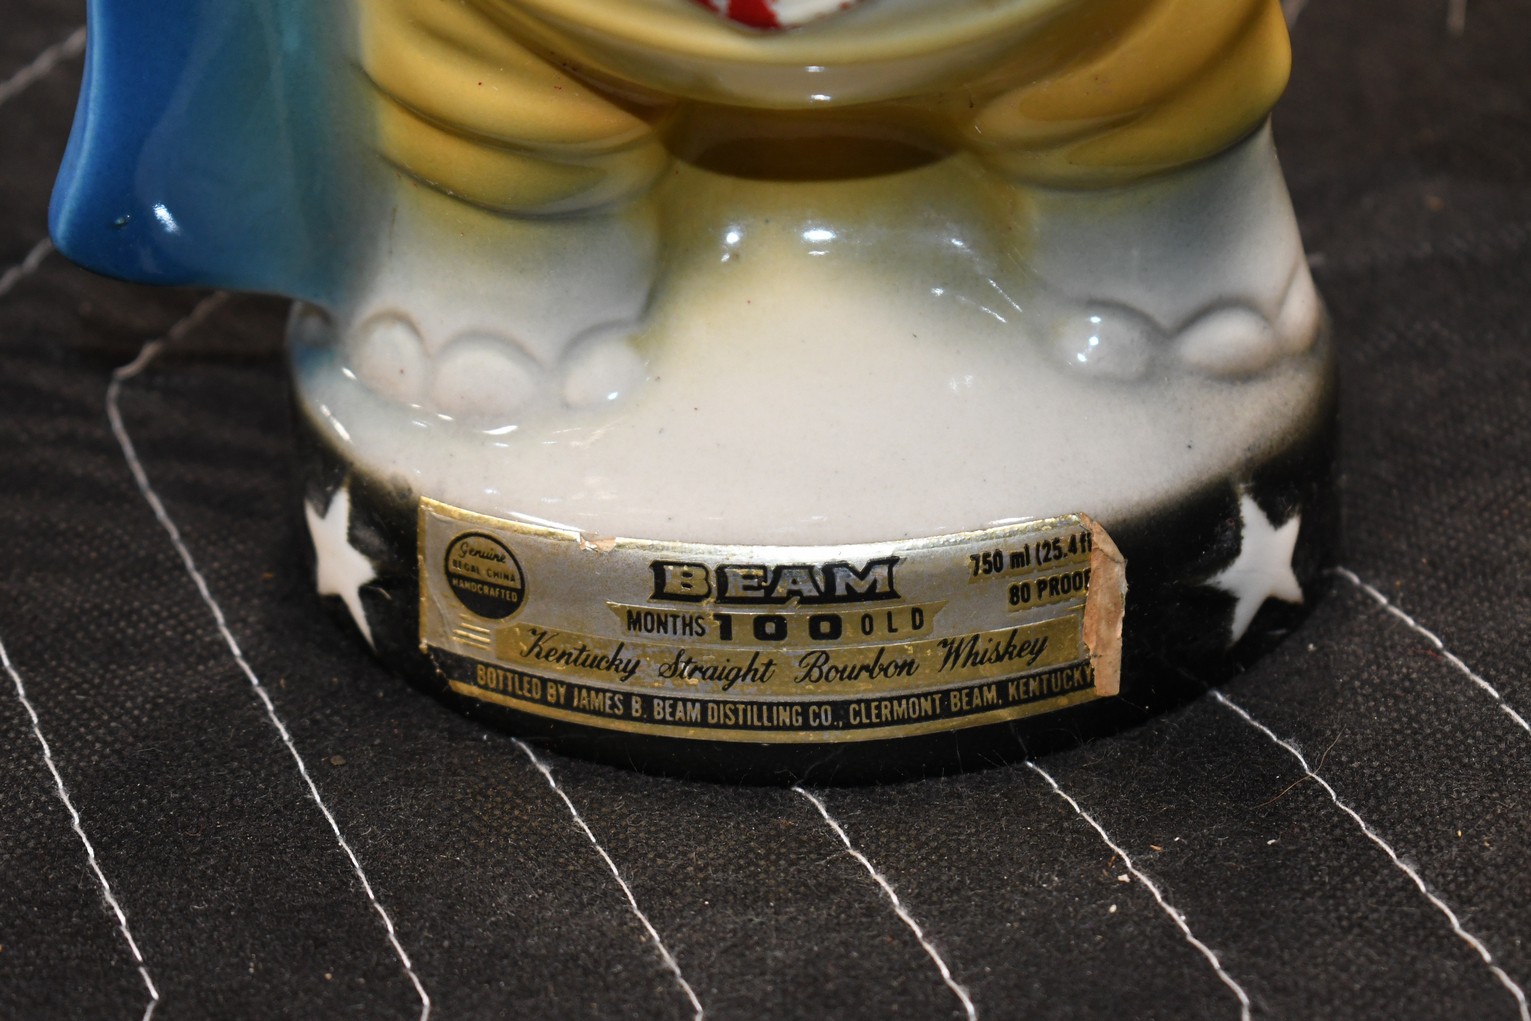 Genuine
REGAL CHINA
HANDCRAFTED
BEAM
750 ml (25.4 fl
80 PROOF
MONTHS 100 OLD
Kentucky Straight Bourbon Whiskey
BOTTLED BY JAMES B. BEAM DISTILLING CO., CLERMONT BEAM, KENTUCKY